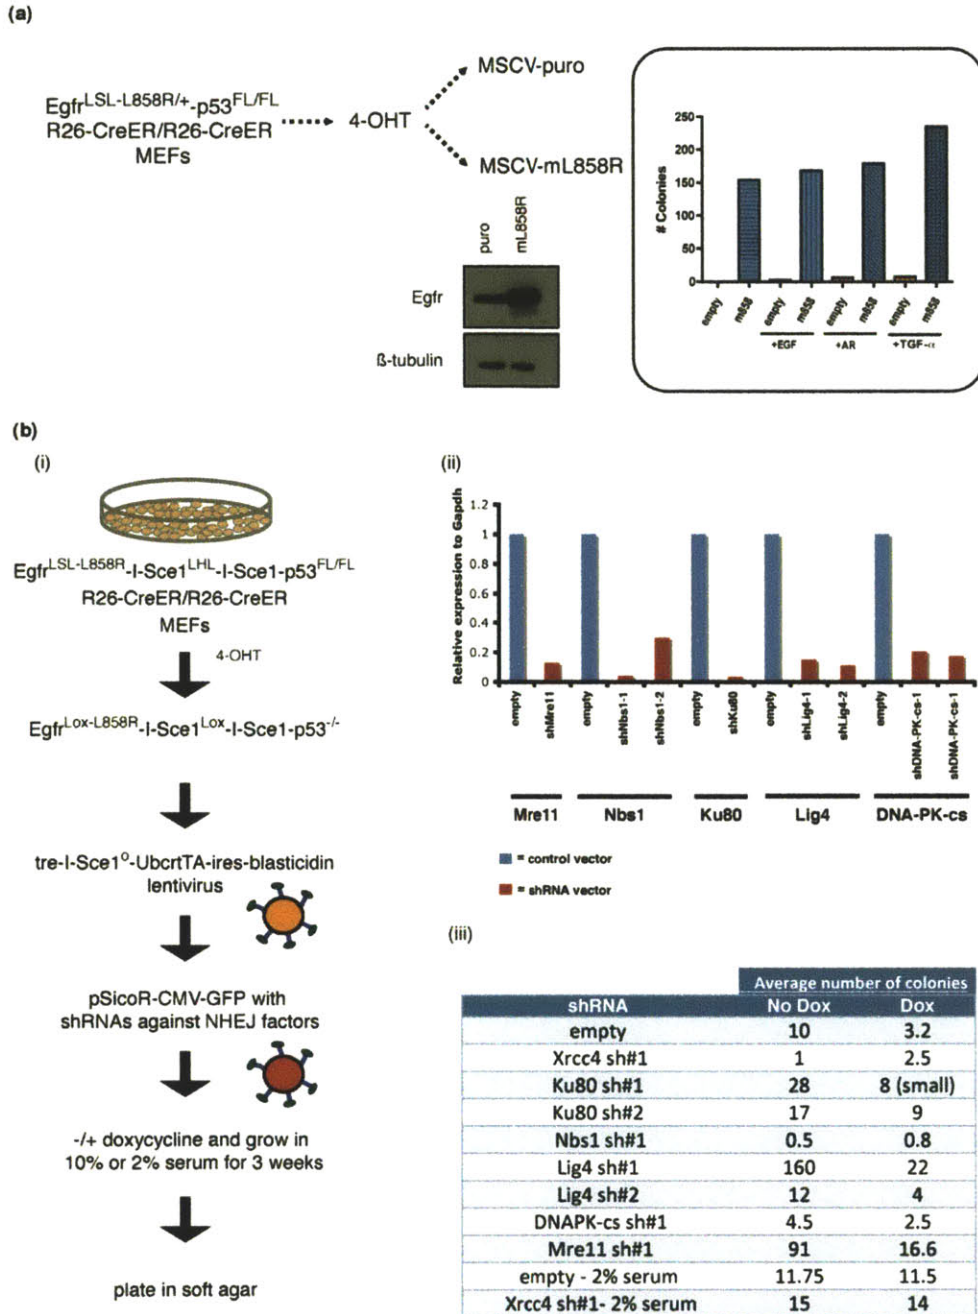 (a)
Egfr^LSL-L858R/+-p53^FL/FL
R26-CreER/R26-CreER
MEFs
4-OHT
MSCV-puro
MSCV-mL858R
puro
mL858R
Egfr
ß-tubulin
# Colonies
250
200
150
100
50
0
empty
m858
empty
m858
empty
m858
empty
m858
+EGF
+AR
+TGF-α
(b)
(i)
Egfr^LSL-L858R-I-Sce1^LHL-I-Sce1-p53^FL/FL
R26-CreER/R26-CreER
MEFs
4-OHT
Egfr^Lox-L858R-I-Sce1^Lox-I-Sce1-p53^-/-
tre-I-Sce1^O-UbcrtTA-ires-blasticidin
lentivirus
pSicoR-CMV-GFP with
shRNAs against NHEJ factors
-/+ doxycycline and grow in
10% or 2% serum for 3 weeks
plate in soft agar
(ii)
Relative expression to Gapdh
1.2
1
0.8
0.6
0.4
0.2
0
empty
shMre11
empty
shNbs1-1
shNbs1-2
empty
shKu80
empty
shLig4-1
shLig4-2
empty
shDNA-PK-cs-1
shDNA-PK-cs-1
Mre11
Nbs1
Ku80
Lig4
DNA-PK-cs
= control vector
= shRNA vector
(iii)
Average number of colonies
shRNA No Dox Dox
empty 10 3.2
Xrcc4 sh#1 1 2.5
Ku80 sh#1 28 8 (small)
Ku80 sh#2 17 9
Nbs1 sh#1 0.5 0.8
Lig4 sh#1 160 22
Lig4 sh#2 12 4
DNAPK-cs sh#1 4.5 2.5
Mre11 sh#1 91 16.6
empty - 2% serum 11.75 11.5
Xrcc4 sh#1- 2% serum 15 14